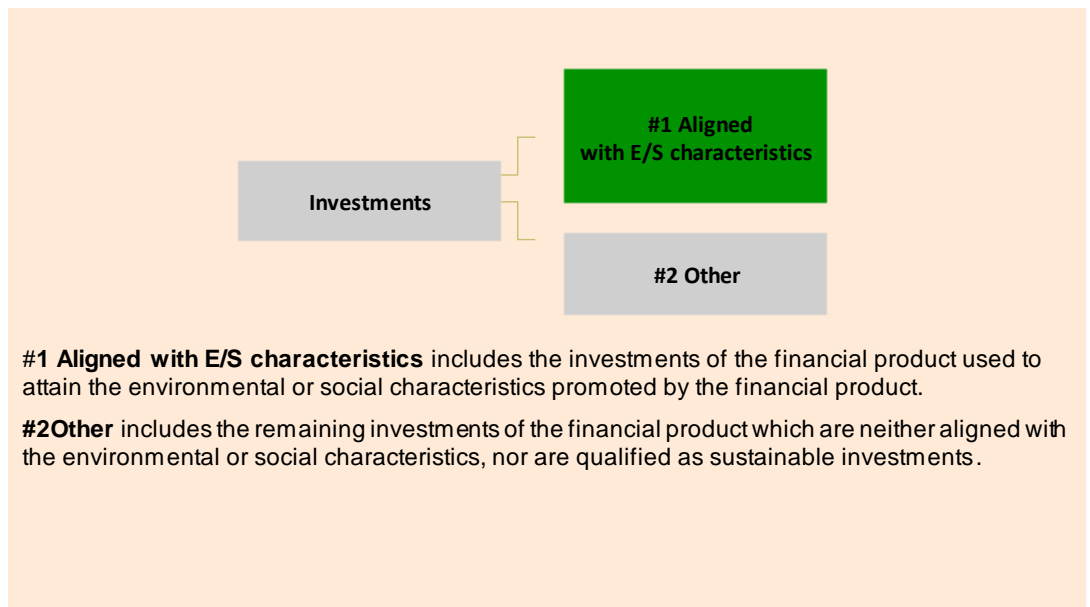 #1 Aligned
with E/S characteristics
Investments
#2 Other
#1 Aligned with E/S characteristics includes the investments of the financial product used to
attain the environmental or social characteristics promoted by the financial product.
#2Other includes the remaining investments of the financial product which are neither aligned with
the environmental or social characteristics, nor are qualified as sustainable investments.